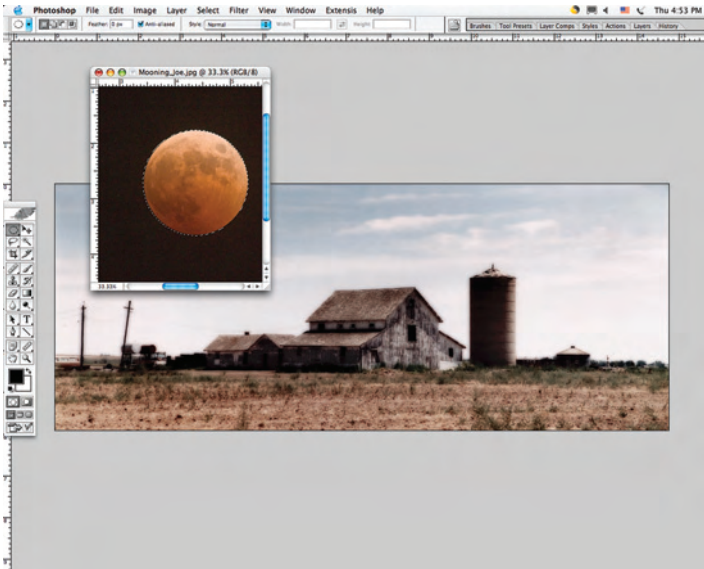 Photoshop File Edit Image Layer Select Filter View Window Extensis Help Thu 4:53 PM
Feather: 0 px Anti-aliased Style: Normal Width: Height: Brushes Tool Presets Layer Comps Styles Actions Layers History
Mooning_Joe.jpg @ 33.3% (RGB/8)
33.33%